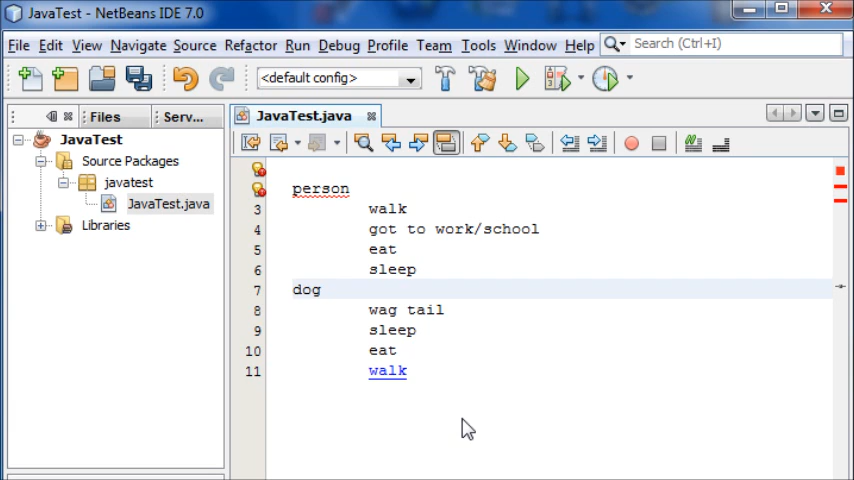 JavaTest - NetBeans IDE 7.0
File Edit View Navigate Source Refactor Run Debug Profile Team Tools Window Help Search (Ctrl+I)
<default config>
Files Serv... JavaTest.java
JavaTest
Source Packages
javatest
JavaTest.java
Libraries
person
3 walk
4 got to work/school
5 eat
6 sleep
7 dog
8 wag tail
9 sleep
10 eat
11 walk